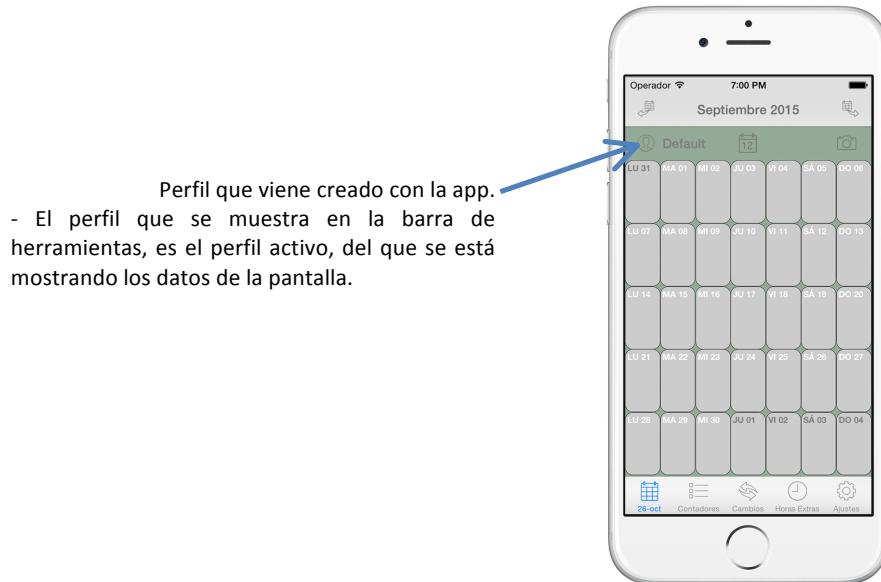 Perfil que viene creado con la app.
- El perfil que se muestra en la barra de
herramientas, es el perfil activo, del que se está
mostrando los datos de la pantalla.
Operador 7:00 PM
Septiembre 2015
Default 12
LU 31 MA 01 MI 02 JU 03 VI 04 SÁ 05 DO 06
LU 07 MA 08 MI 09 JU 10 VI 11 SÁ 12 DO 13
LU 14 MA 15 MI 16 JU 17 VI 18 SÁ 19 DO 20
LU 21 MA 22 MI 23 JU 24 VI 25 SÁ 26 DO 27
LU 28 MA 29 MI 30 JU 01 VI 02 SÁ 03 DO 04
26-oct Contadores Cambios Horas Extras Ajustes